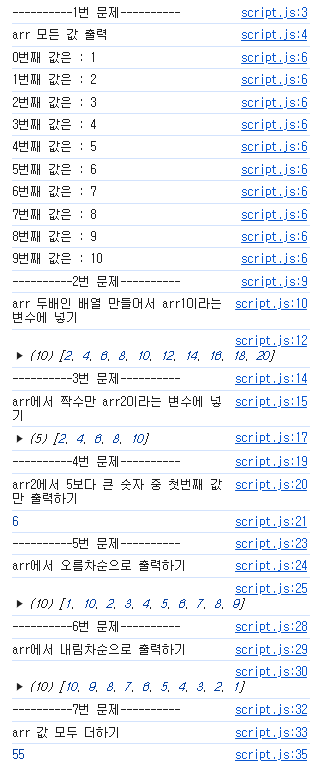 ----------1번 문제---------- script.js:3
arr 모든 값 출력 script.js:4
0번째 값은 : 1 script.js:6
1번째 값은 : 2 script.js:6
2번째 값은 : 3 script.js:6
3번째 값은 : 4 script.js:6
4번째 값은 : 5 script.js:6
5번째 값은 : 6 script.js:6
6번째 값은 : 7 script.js:6
7번째 값은 : 8 script.js:6
8번째 값은 : 9 script.js:6
9번째 값은 : 10 script.js:6
----------2번 문제---------- script.js:9
arr 두배인 배열 만들어서 arr1이라는 script.js:10
변수에 넣기
script.js:12
▶ (10) [2, 4, 6, 8, 10, 12, 14, 16, 18, 20]
----------3번 문제---------- script.js:14
arr에서 짝수만 arr2이라는 변수에 넣 script.js:15
기
▶ (5) [2, 4, 6, 8, 10] script.js:17
----------4번 문제---------- script.js:19
arr2에서 5보다 큰 숫자 중 첫번째 값 script.js:20
만 출력하기
6 script.js:21
----------5번 문제---------- script.js:23
arr에서 오름차순으로 출력하기 script.js:24
script.js:25
▶ (10) [1, 10, 2, 3, 4, 5, 6, 7, 8, 9]
----------6번 문제---------- script.js:28
arr에서 내림차순으로 출력하기 script.js:29
script.js:30
▶ (10) [10, 9, 8, 7, 6, 5, 4, 3, 2, 1]
----------7번 문제---------- script.js:32
arr 값 모두 더하기 script.js:33
55 script.js:35